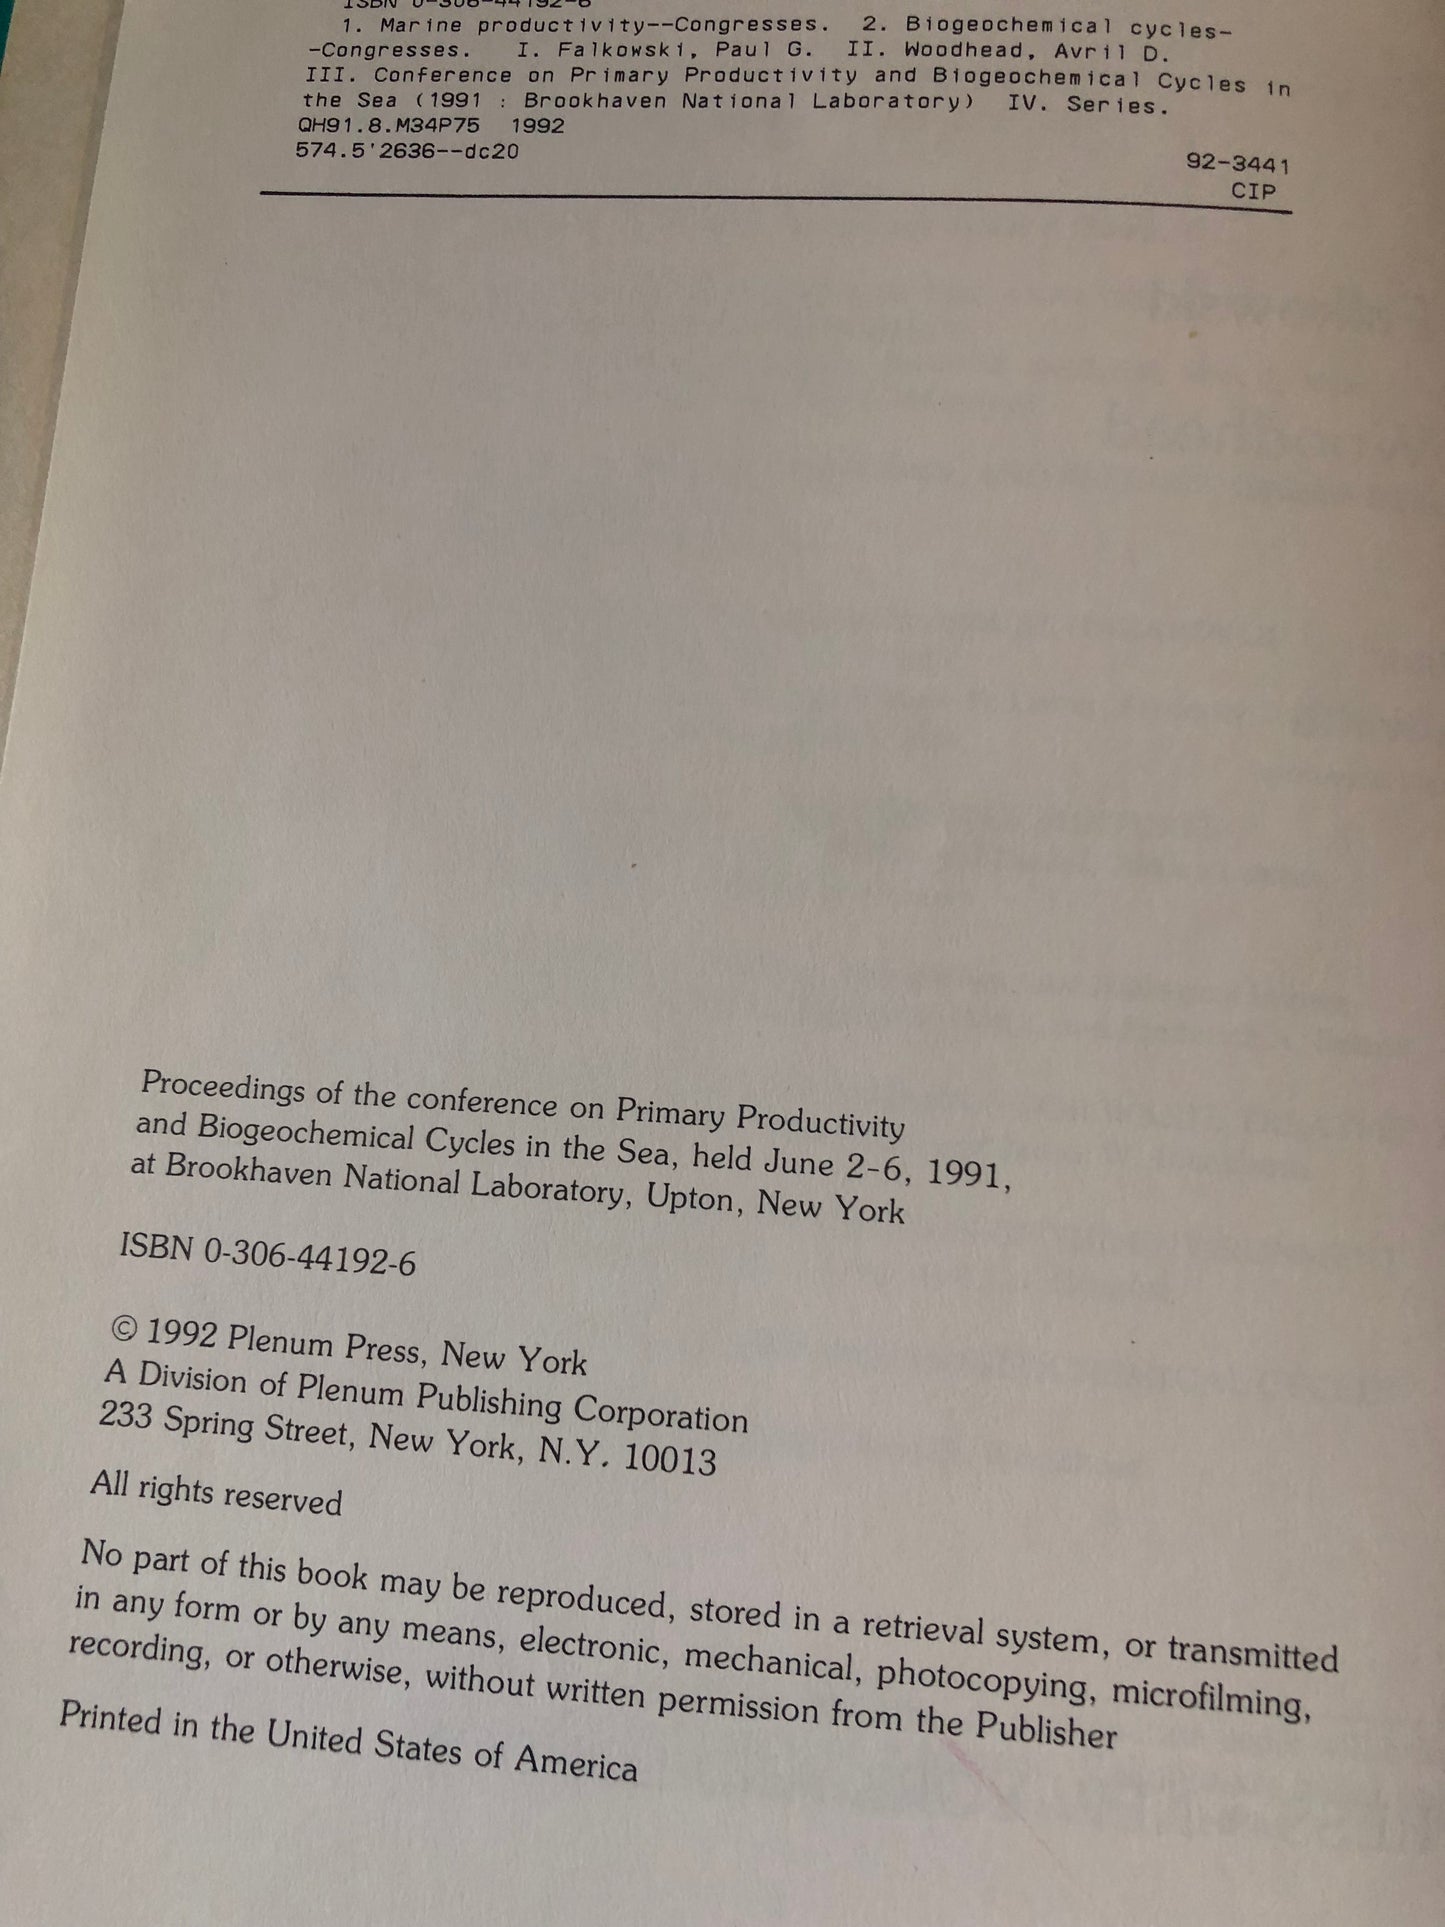 ISBN 0-306-44192-6
1. Marine productivity--Congresses. 2. Biogeochemical cycles-
-Congresses. I. Falkowski, Paul G. II. Woodhead, Avril D.
III. Conference on Primary Productivity and Biogeochemical Cycles in
the Sea (1991 : Brookhaven National Laboratory) IV. Series.
QH91.8.M34P75 1992
574.5'2636--dc20
92-3441
CIP
Proceedings of the conference on Primary Productivity
and Biogeochemical Cycles in the Sea, held June 2-6, 1991,
at Brookhaven National Laboratory, Upton, New York
ISBN 0-306-44192-6
© 1992 Plenum Press, New York
A Division of Plenum Publishing Corporation
233 Spring Street, New York, N.Y. 10013
All rights reserved
No part of this book may be reproduced, stored in a retrieval system, or transmitted
in any form or by any means, electronic, mechanical, photocopying, microfilming,
recording, or otherwise, without written permission from the Publisher
Printed in the United States of America